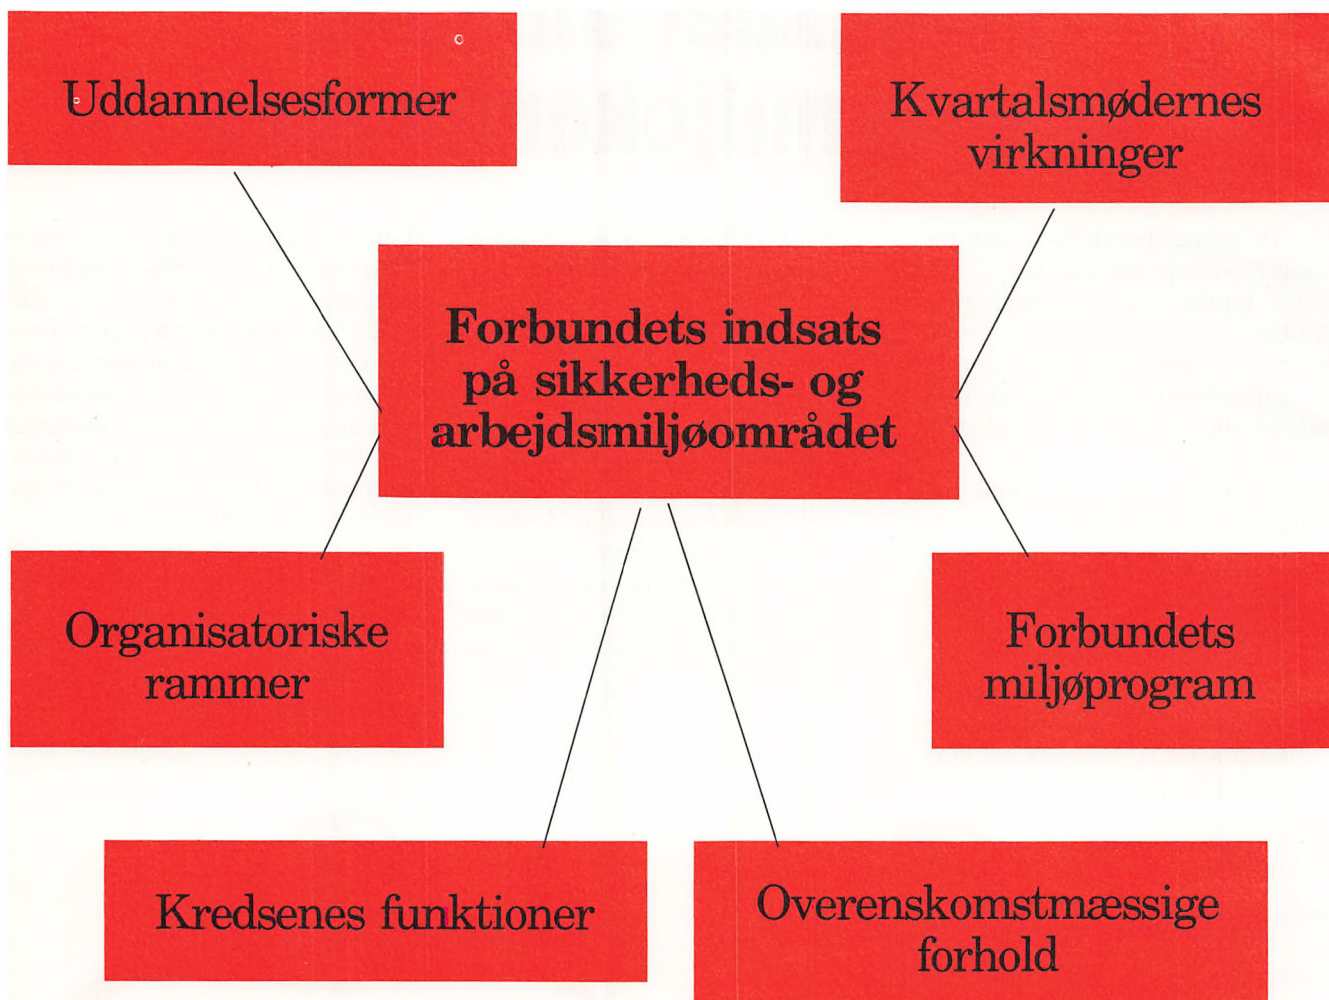 Uddannelsesformer
Kvartalsmødernes
virkninger
Forbundets indsats
på sikkerheds- og
arbejdsmiljøområdet
Organisatoriske
rammer
Forbundets
miljøprogram
Kredsenes funktioner
Overenskomstmæssige
forhold